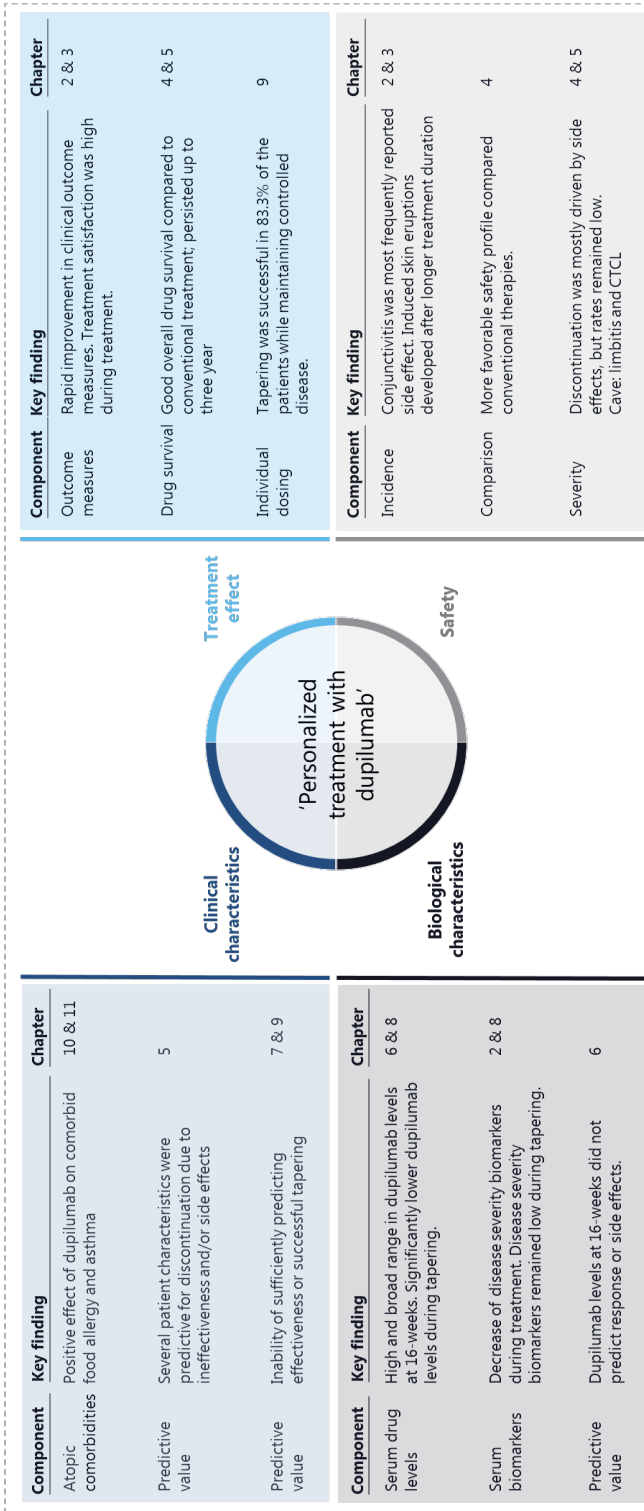 Component Key finding Chapter
Atopic comorbidities Positive effect of dupilumab on comorbid food allergy and asthma 10 & 11
Predictive value Several patient characteristics were predictive for discontinuation due to ineffectiveness and/or side effects 5
Predictive value Inability of sufficiently predicting effectiveness or successful tapering 7 & 9
Clinical
characteristics
Treatment
effect
Component Key finding Chapter
Outcome measures Rapid improvement in clinical outcome measures. Treatment satisfaction was high during treatment. 2 & 3
Drug survival Good overall drug survival compared to conventional treatment; persisted up to three year 4 & 5
Individual dosing Tapering was successful in 83.3% of the patients while maintaining controlled disease. 9
'Personalized
treatment with
dupilumab'
Component Key finding Chapter
Serum drug levels High and broad range in dupilumab levels at 16-weeks. Significantly lower dupilumab levels during tapering. 6 & 8
Serum biomarkers Decrease of disease severity biomarkers during treatment. Disease severity biomarkers remained low during tapering. 2 & 8
Predictive value Dupilumab levels at 16-weeks did not predict response or side effects. 6
Biological
characteristics
Safety
Component Key finding Chapter
Incidence Conjunctivitis was most frequently reported side effect. Induced skin eruptions developed after longer treatment duration 2 & 3
Comparison More favorable safety profile compared conventional therapies. 4
Severity Discontinuation was mostly driven by side effects, but rates remained low. Cave: limbitis and CTCL 4 & 5